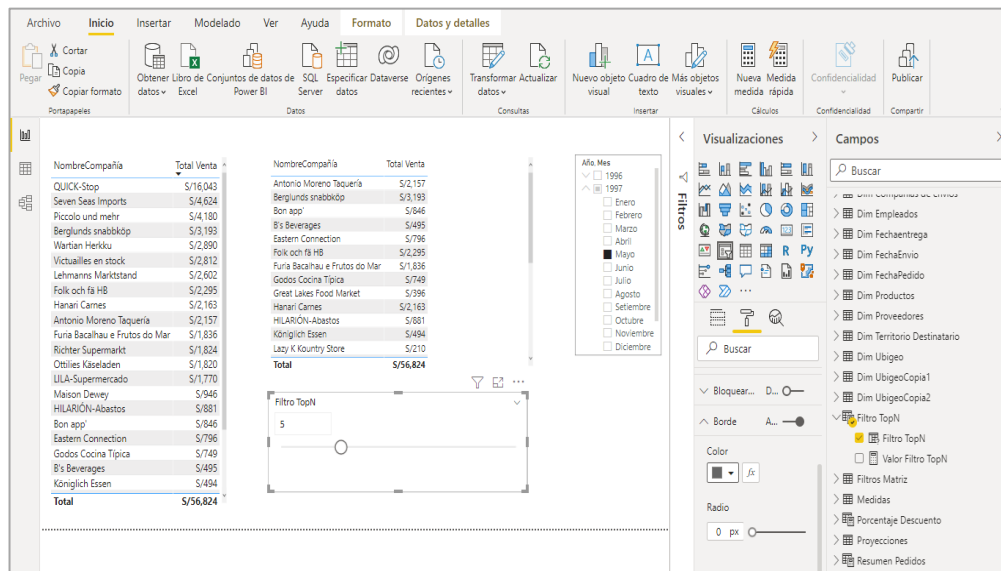 Archivo Inicio Insertar Modelado Ver Ayuda Formato Datos y detalles
Pegar
Cortar
Copia
Copiar formato
Portapapeles
Obtener datos
Libro de Excel
Conjuntos de datos de Power BI
SQL Server
Especificar datos
Dataverse
Orígenes recientes
Datos
Transformar datos
Actualizar
Consultas
Nuevo objeto visual
Cuadro de texto
Más objetos visuales
Insertar
Nueva medida
Medida rápida
Cálculos
Confidencialidad
Confidencialidad
Publicar
Compartir
NombreCompañía Total Venta
QUICK-Stop S/16,043
Seven Seas Imports S/4,624
Piccolo und mehr S/4,180
Berglunds snabbköp S/3,193
Wartian Herkku S/2,890
Victuailles en stock S/2,812
Lehmanns Marktstand S/2,602
Folk och fä HB S/2,295
Hanari Carnes S/2,163
Antonio Moreno Taquería S/2,157
Furia Bacalhau e Frutos do Mar S/1,836
Richter Supermarkt S/1,824
Ottilies Käseladen S/1,820
LILA-Supermercado S/1,770
Maison Dewey S/946
HILARIÓN-Abastos S/881
Bon app' S/846
Eastern Connection S/796
Godos Cocina Típica S/749
B's Beverages S/495
Königlich Essen S/494
Total S/56,824
NombreCompañía Total Venta
Antonio Moreno Taquería S/2,157
Berglunds snabbköp S/3,193
Bon app' S/846
B's Beverages S/495
Eastern Connection S/796
Folk och fä HB S/2,295
Furia Bacalhau e Frutos do Mar S/1,836
Godos Cocina Típica S/749
Great Lakes Food Market S/396
Hanari Carnes S/2,163
HILARIÓN-Abastos S/881
Königlich Essen S/494
Lazy K Kountry Store S/210
Total S/56,824
Filtro TopN
5
Año, Mes
1996
1997
Enero
Febrero
Marzo
Abril
Mayo
Junio
Julio
Agosto
Setiembre
Octubre
Noviembre
Diciembre
Filtros
Visualizaciones
R Py
Buscar
Bloquear... D...
Borde A...
Color
fx
Radio
0 px
Campos
Buscar
Dim Empleados
Dim Fechaentrega
Dim FechaEnvio
Dim FechaPedido
Dim Productos
Dim Proveedores
Dim Territorio Destinatario
Dim Ubigeo
Dim UbigeoCopia1
Dim UbigeoCopia2
Filtro TopN
Filtro TopN
Valor Filtro TopN
Filtros Matriz
Medidas
Porcentaje Descuento
Proyecciones
Resumen Pedidos